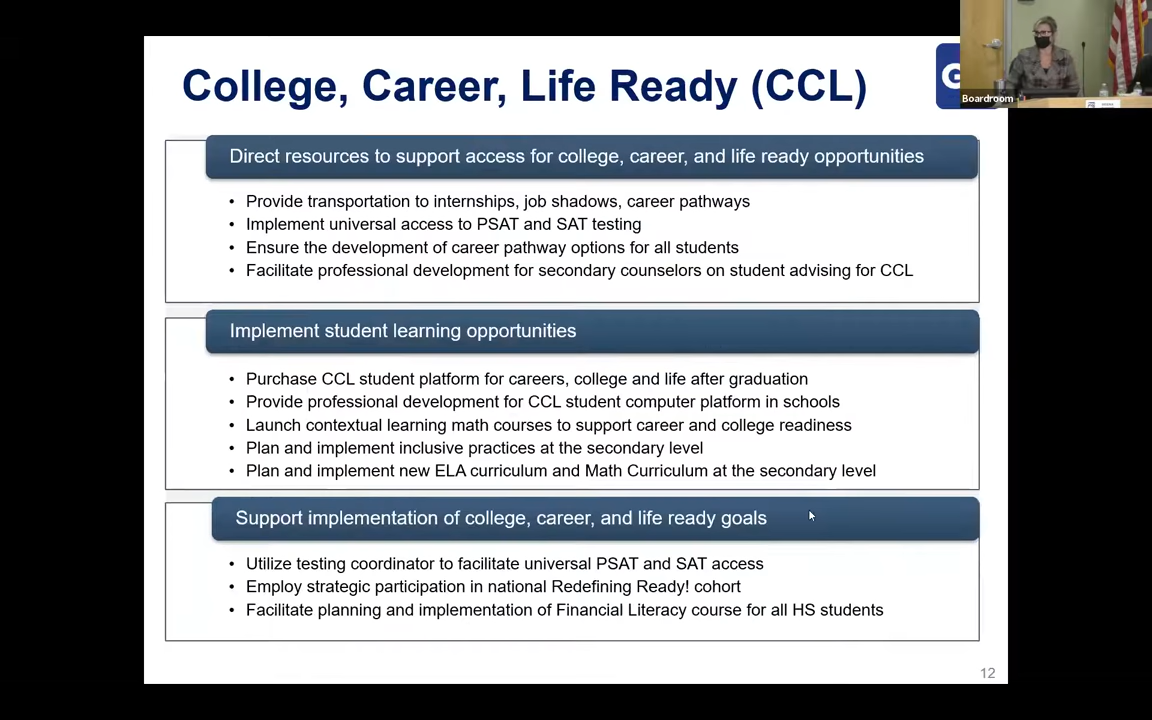 College, Career, Life Ready (CCL)
G
Boardroom
Direct resources to support access for college, career, and life ready opportunities
• Provide transportation to internships, job shadows, career pathways
• Implement universal access to PSAT and SAT testing
• Ensure the development of career pathway options for all students
• Facilitate professional development for secondary counselors on student advising for CCL
Implement student learning opportunities
• Purchase CCL student platform for careers, college and life after graduation
• Provide professional development for CCL student computer platform in schools
• Launch contextual learning math courses to support career and college readiness
• Plan and implement inclusive practices at the secondary level
• Plan and implement new ELA curriculum and Math Curriculum at the secondary level
Support implementation of college, career, and life ready goals
• Utilize testing coordinator to facilitate universal PSAT and SAT access
• Employ strategic participation in national Redefining Ready! cohort
• Facilitate planning and implementation of Financial Literacy course for all HS students
12